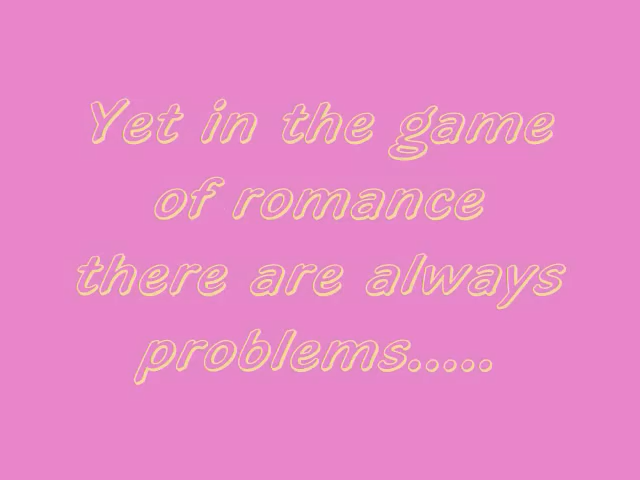 Yet in the game
of romance
there are always
problems.....